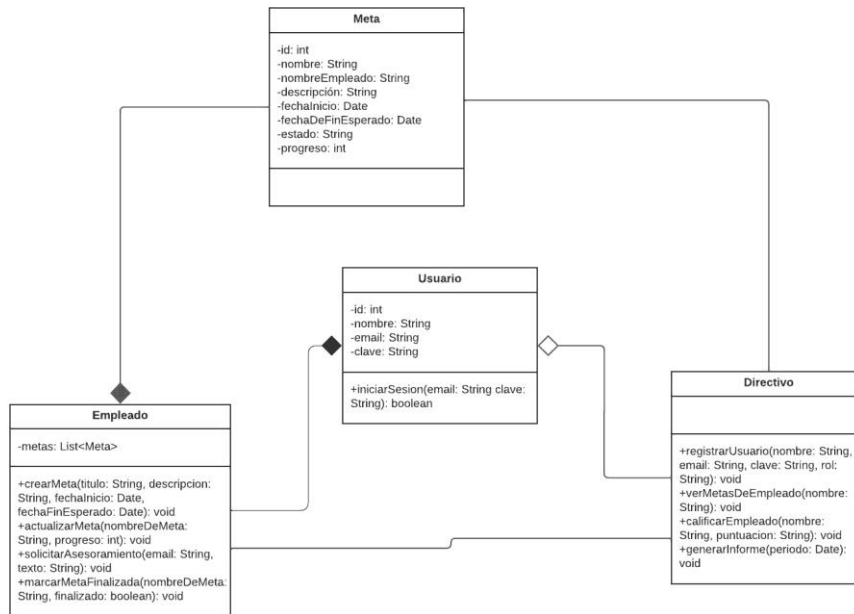 Meta
-id: int
-nombre: String
-nombreEmpleado: String
-descripción: String
-fechaInicio: Date
-fechaDeFinEsperado: Date
-estado: String
-progreso: int
Usuario
-id: int
-nombre: String
-email: String
-clave: String
+iniciarSesion(email: String clave:
String): boolean
Empleado
-metas: List<Meta>
+crearMeta(titulo: String, descripcion:
String, fechaInicio: Date,
fechaFinEsperado: Date): void
+actualizarMeta(nombreDeMeta:
String, progreso: int): void
+solicitarAsesoramiento(email: String,
texto: String): void
+marcarMetaFinalizada(nombreDeMeta:
String, finalizado: boolean): void
Directivo
+registrarUsuario(nombre: String,
email: String, clave: String, rol:
String): void
+verMetasDeEmpleado(nombre:
String): void
+calificarEmpleado(nombre:
String, puntuacion: String): void
+generarInforme(periodo: Date):
void